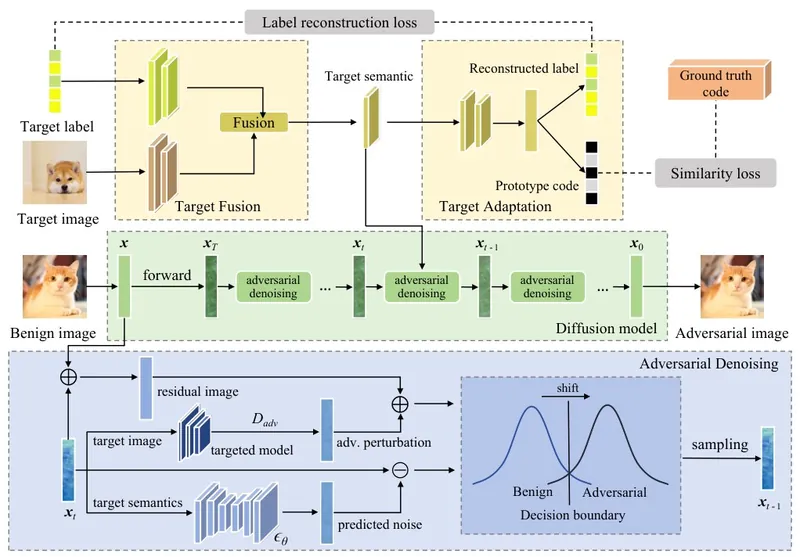 Label reconstruction loss
Target label
Target image
Fusion
Target Fusion
Target semantic
Reconstructed label
Prototype code
Target Adaptation
Ground truth
code
Similarity loss
Benign image
x
forward
x_T
adversarial
denoising
...
x_t
adversarial
denoising
x_{t-1}
adversarial
denoising
...
x_0
Diffusion model
Adversarial image
Adversarial Denoising
residual image
target image
targeted model
D_adv
adv. perturbation
x_t
target semantics
ϵ_θ
predicted noise
shift
Benign
Adversarial
Decision boundary
sampling
x_{t-1}